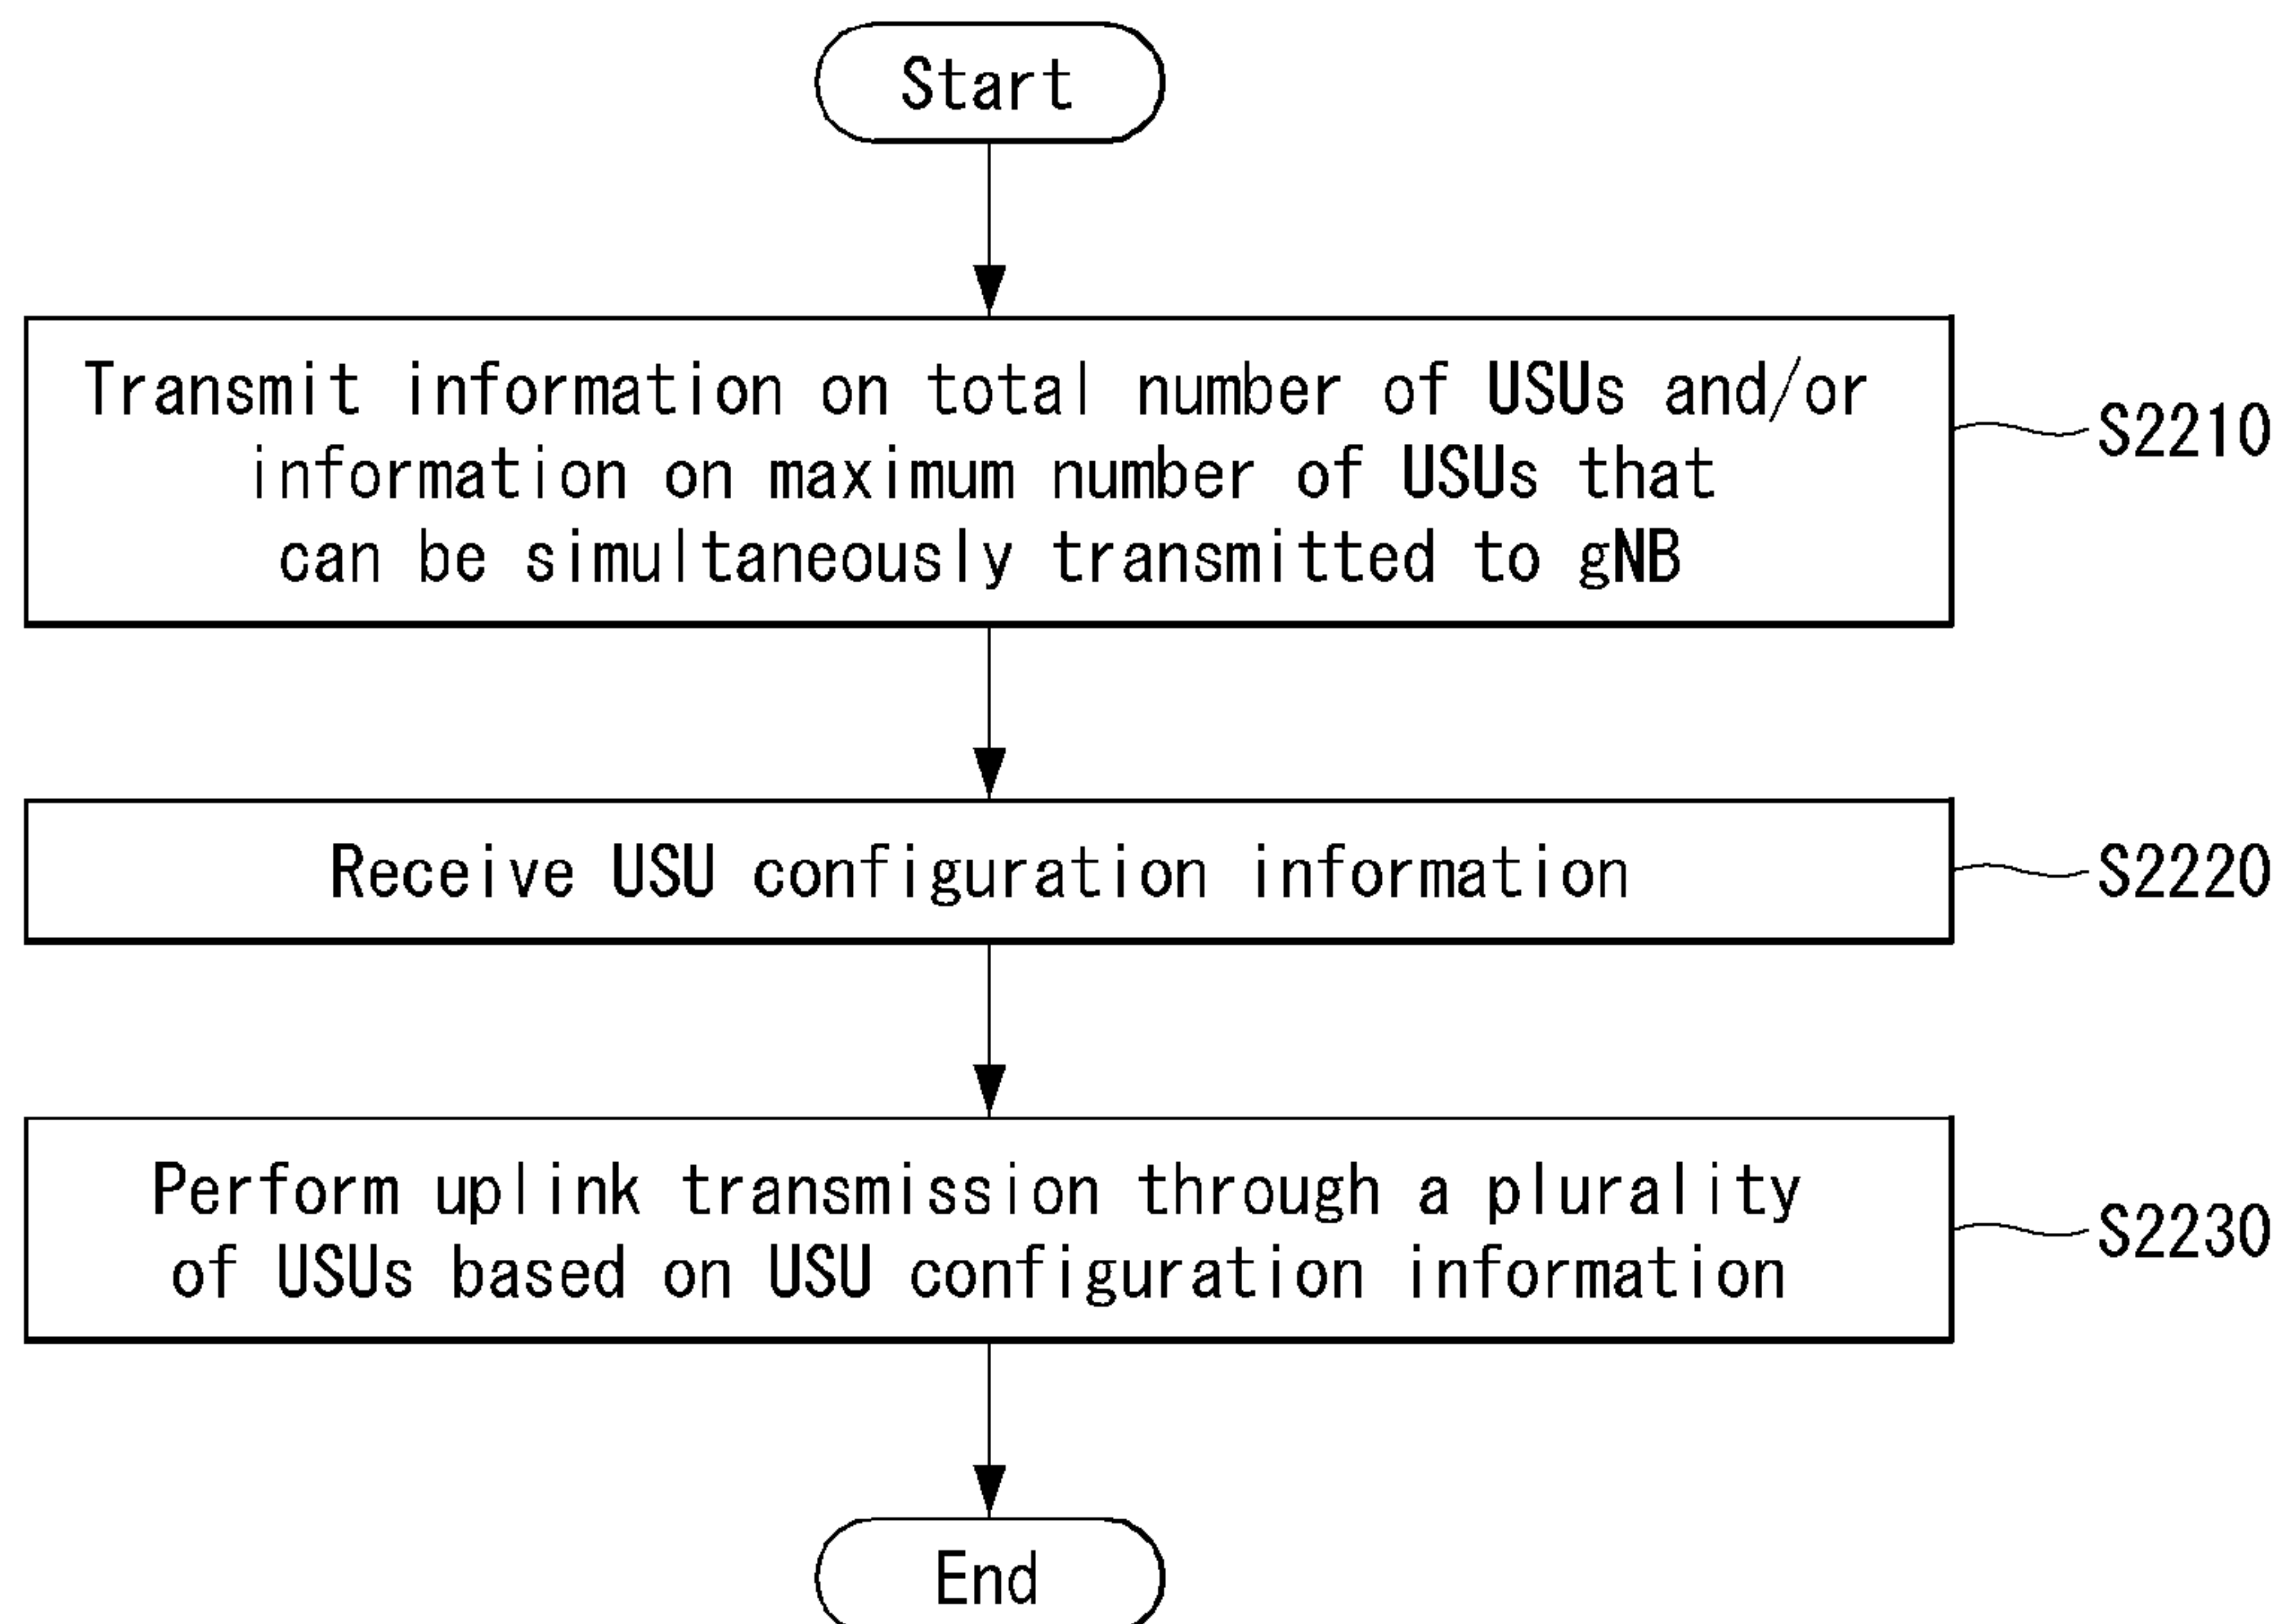 Start
Transmit information on total number of USUs and/or
information on maximum number of USUs that
can be simultaneously transmitted to gNB
S2210
Receive USU configuration information
S2220
Perform uplink transmission through a plurality
of USUs based on USU configuration information
S2230
End